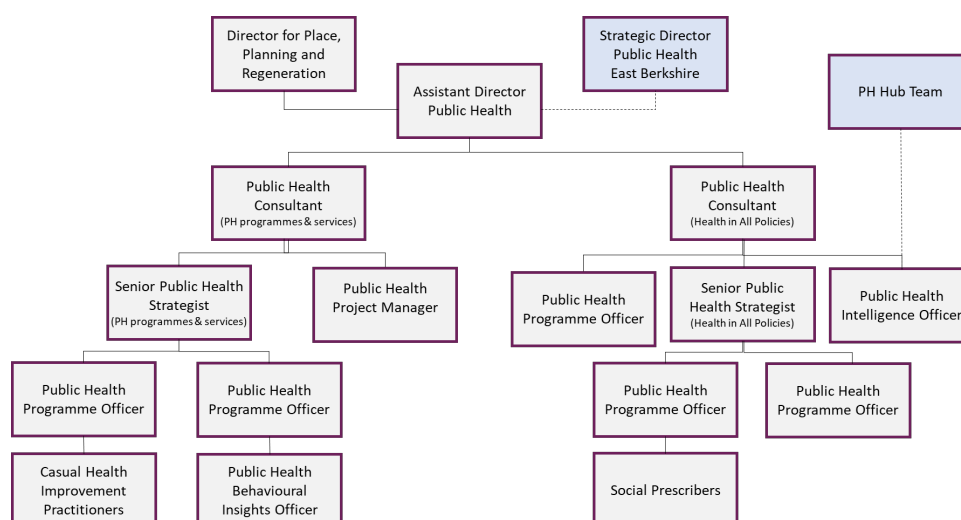 Director for Place,
Planning and
Regeneration
Strategic Director
Public Health
East Berkshire
PH Hub Team
Assistant Director
Public Health
Public Health
Consultant
(PH programmes & services)
Public Health
Consultant
(Health in All Policies)
Senior Public Health
Strategist
(PH programmes & services)
Public Health
Project Manager
Public Health
Programme Officer
Senior Public
Health Strategist
(Health in All Policies)
Public Health
Intelligence Officer
Public Health
Programme Officer
Public Health
Programme Officer
Public Health
Programme Officer
Public Health
Programme Officer
Casual Health
Improvement
Practitioners
Public Health
Behavioural
Insights Officer
Social Prescribers